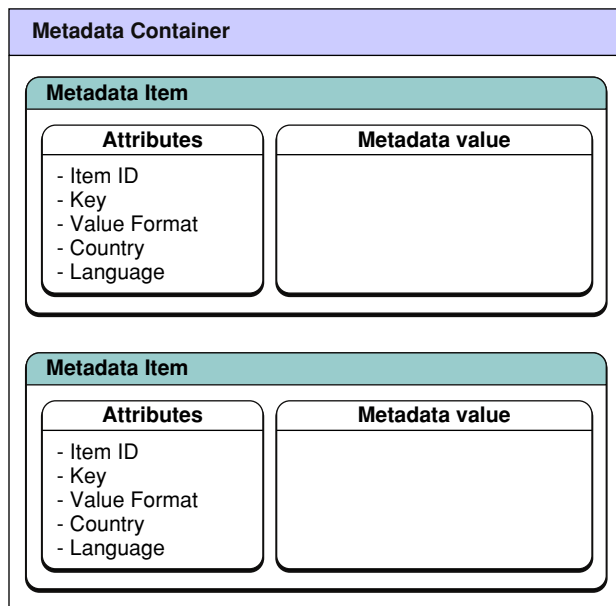 Metadata Container
Metadata Item
Attributes
- Item ID
- Key
- Value Format
- Country
- Language
Metadata value
Metadata Item
Attributes
- Item ID
- Key
- Value Format
- Country
- Language
Metadata value